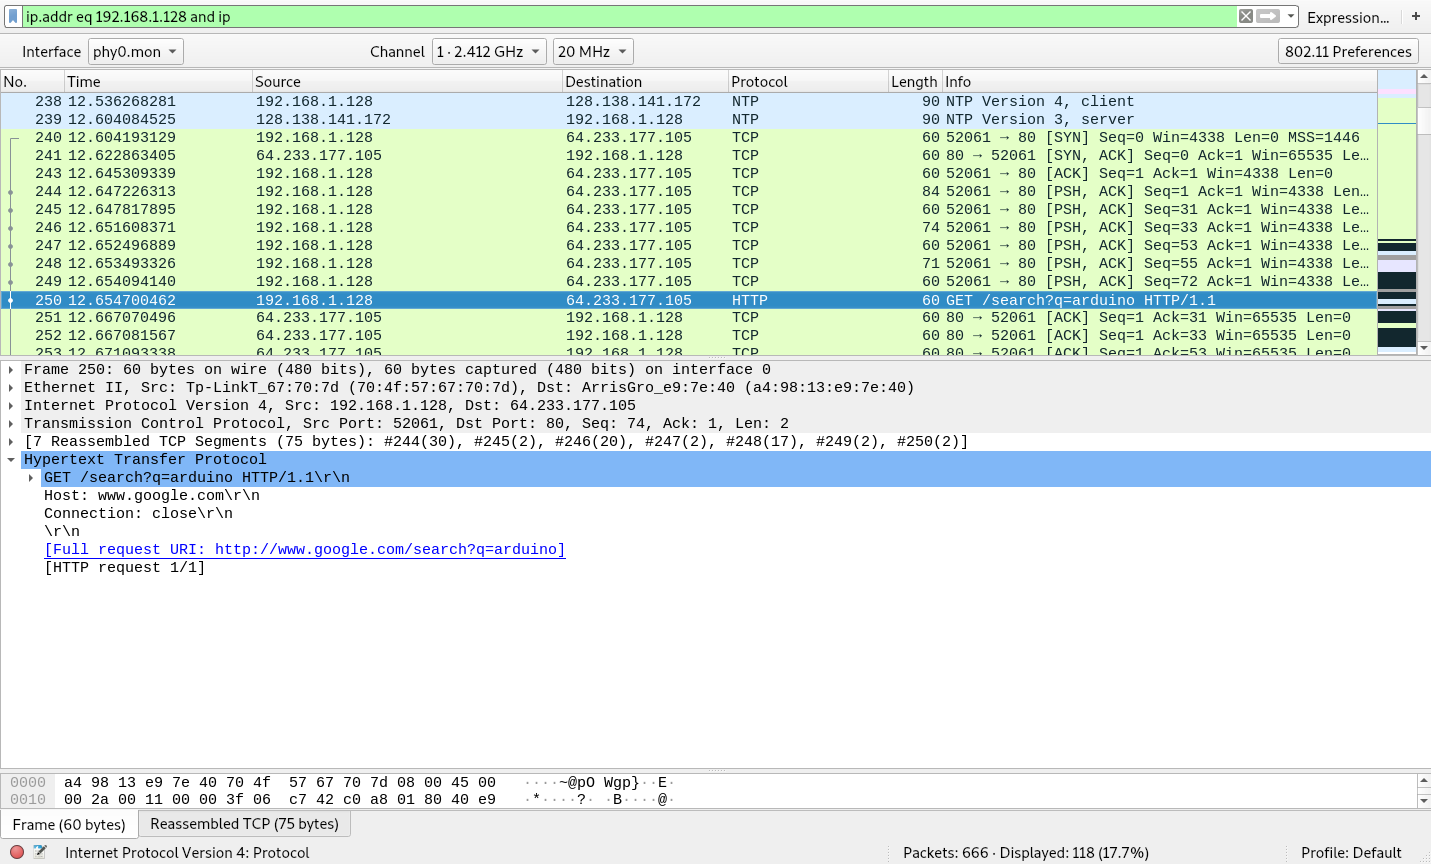 ip.addr eq 192.168.1.128 and ip Expression... +
Interface phy0.mon Channel 1 · 2.412 GHz 20 MHz 802.11 Preferences
No. Time Source Destination Protocol Length Info
238 12.536268281 192.168.1.128 128.138.141.172 NTP 90 NTP Version 4, client
239 12.604084525 128.138.141.172 192.168.1.128 NTP 90 NTP Version 3, server
240 12.604193129 192.168.1.128 64.233.177.105 TCP 60 52061 → 80 [SYN] Seq=0 Win=4338 Len=0 MSS=1446
241 12.622863405 64.233.177.105 192.168.1.128 TCP 60 80 → 52061 [SYN, ACK] Seq=0 Ack=1 Win=65535 Le…
243 12.645309339 192.168.1.128 64.233.177.105 TCP 60 52061 → 80 [ACK] Seq=1 Ack=1 Win=4338 Len=0
244 12.647226313 192.168.1.128 64.233.177.105 TCP 84 52061 → 80 [PSH, ACK] Seq=1 Ack=1 Win=4338 Len…
245 12.647817895 192.168.1.128 64.233.177.105 TCP 60 52061 → 80 [PSH, ACK] Seq=31 Ack=1 Win=4338 Le…
246 12.651608371 192.168.1.128 64.233.177.105 TCP 74 52061 → 80 [PSH, ACK] Seq=33 Ack=1 Win=4338 Le…
247 12.652496889 192.168.1.128 64.233.177.105 TCP 60 52061 → 80 [PSH, ACK] Seq=53 Ack=1 Win=4338 Le…
248 12.653493326 192.168.1.128 64.233.177.105 TCP 71 52061 → 80 [PSH, ACK] Seq=55 Ack=1 Win=4338 Le…
249 12.654094140 192.168.1.128 64.233.177.105 TCP 60 52061 → 80 [PSH, ACK] Seq=72 Ack=1 Win=4338 Le…
250 12.654700462 192.168.1.128 64.233.177.105 HTTP 60 GET /search?q=arduino HTTP/1.1
251 12.667070496 64.233.177.105 192.168.1.128 TCP 60 80 → 52061 [ACK] Seq=1 Ack=31 Win=65535 Len=0
252 12.667081567 64.233.177.105 192.168.1.128 TCP 60 80 → 52061 [ACK] Seq=1 Ack=33 Win=65535 Len=0
253 12.671093338 64.233.177.105 192.168.1.128 TCP 60 80 → 52061 [ACK] Seq=1 Ack=53 Win=65535 Len=0
Frame 250: 60 bytes on wire (480 bits), 60 bytes captured (480 bits) on interface 0
Ethernet II, Src: Tp-LinkT_67:70:7d (70:4f:57:67:70:7d), Dst: ArrisGro_e9:7e:40 (a4:98:13:e9:7e:40)
Internet Protocol Version 4, Src: 192.168.1.128, Dst: 64.233.177.105
Transmission Control Protocol, Src Port: 52061, Dst Port: 80, Seq: 74, Ack: 1, Len: 2
[7 Reassembled TCP Segments (75 bytes): #244(30), #245(2), #246(20), #247(2), #248(17), #249(2), #250(2)]
Hypertext Transfer Protocol
GET /search?q=arduino HTTP/1.1\r\n
Host: www.google.com\r\n
Connection: close\r\n
\r\n
[Full request URI: http://www.google.com/search?q=arduino]
[HTTP request 1/1]
0000 a4 98 13 e9 7e 40 70 4f 57 67 70 7d 08 00 45 00 ····~@pO Wgp}··E·
0010 00 2a 00 11 00 00 3f 06 c7 42 c0 a8 01 80 40 e9 ·*····?· ·B····@·
Frame (60 bytes) Reassembled TCP (75 bytes)
Internet Protocol Version 4: Protocol Packets: 666 · Displayed: 118 (17.7%) Profile: Default